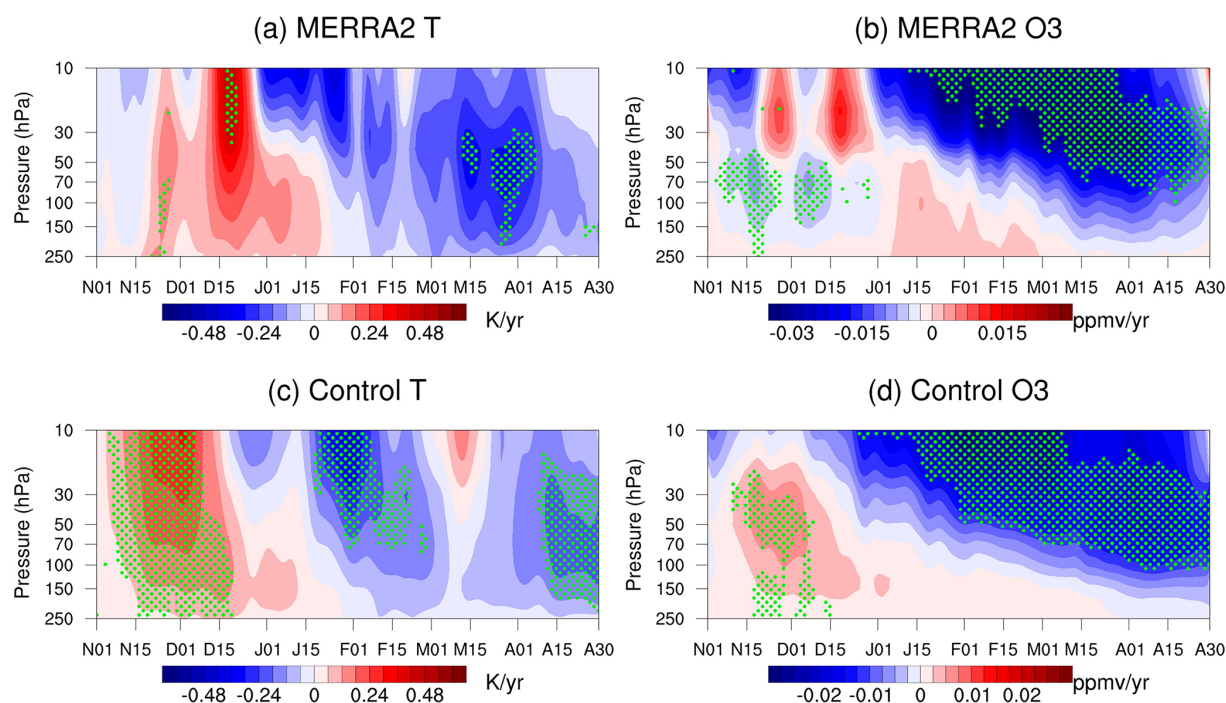 (a) MERRA2 T
(b) MERRA2 O3
Pressure (hPa)
10
30
50
70
100
150
250
N01 N15 D01 D15 J01 J15 F01 F15 M01 M15 A01 A15 A30
-0.48 -0.24 0 0.24 0.48 K/yr
Pressure (hPa)
10
30
50
70
100
150
250
N01 N15 D01 D15 J01 J15 F01 F15 M01 M15 A01 A15 A30
-0.03 -0.015 0 0.015 ppmv/yr
(c) Control T
(d) Control O3
Pressure (hPa)
10
30
50
70
100
150
250
N01 N15 D01 D15 J01 J15 F01 F15 M01 M15 A01 A15 A30
-0.48 -0.24 0 0.24 0.48 K/yr
Pressure (hPa)
10
30
50
70
100
150
250
N01 N15 D01 D15 J01 J15 F01 F15 M01 M15 A01 A15 A30
-0.02 -0.01 0 0.01 0.02 ppmv/yr